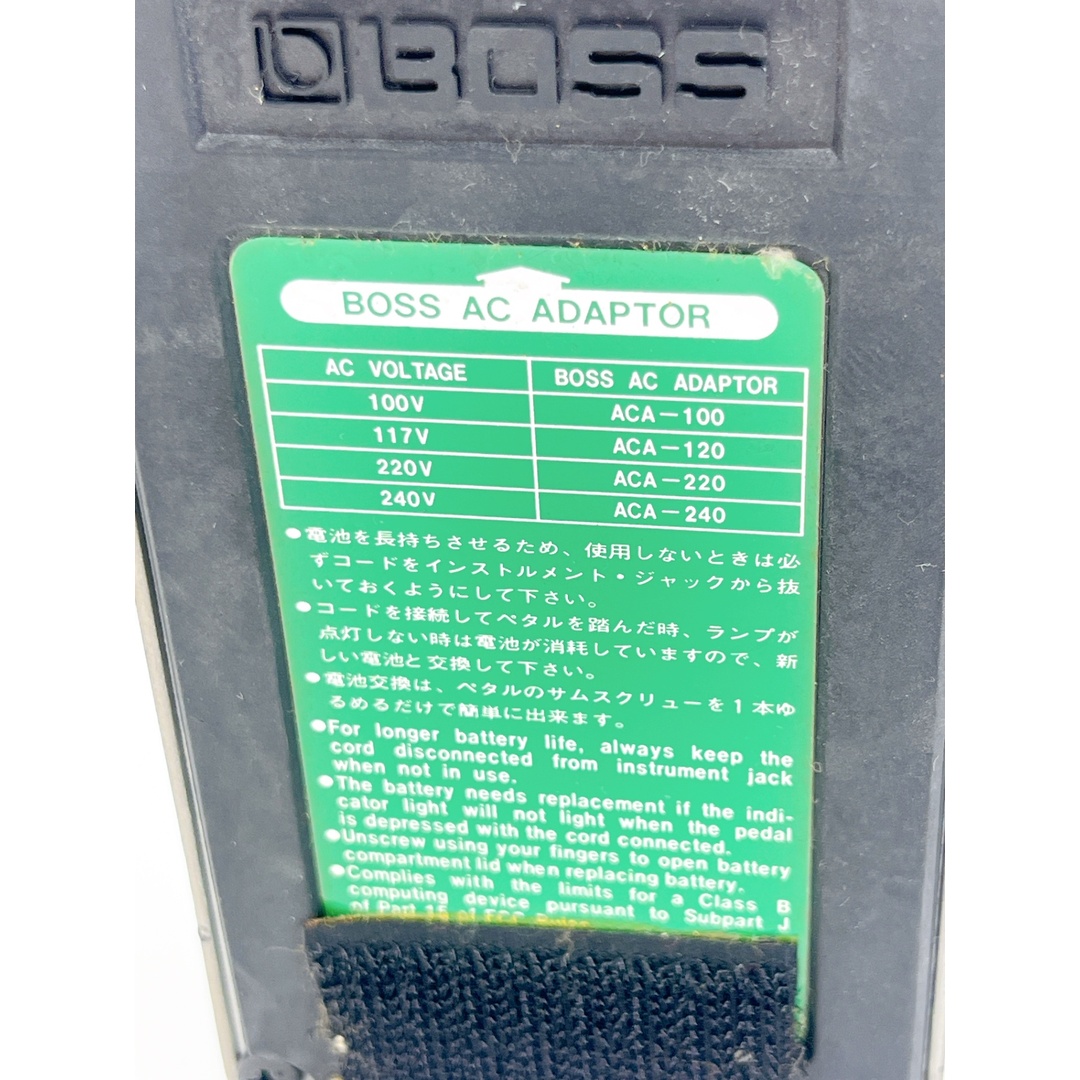 BOSS
BOSS AC ADAPTOR
AC VOLTAGE BOSS AC ADAPTOR
100V ACA-100
117V ACA-120
220V ACA-220
240V ACA-240
●電池を長持ちさせるため、使用しないときは必
ずコードをインストルメント・ジャックから抜
いておくようにして下さい。
●コードを接続してペタルを踏んだ時、ランプが
点灯しない時は電池が消耗していますので、新
しい電池と交換して下さい。
●電池交換は、ペタルのサムスクリューを1本ゆ
るめるだけで簡単に出来ます。
●For longer battery life, always keep the
cord disconnected from instrument jack
when not in use.
●The battery needs replacement if the indi-
cator light will not light when the pedal
is depressed with the cord connected.
●Unscrew using your fingers to open battery
compartment lid when replacing battery.
●Complies with the limits for a Class B
computing device pursuant to Subpart J
of Part 15 of FCC Rules